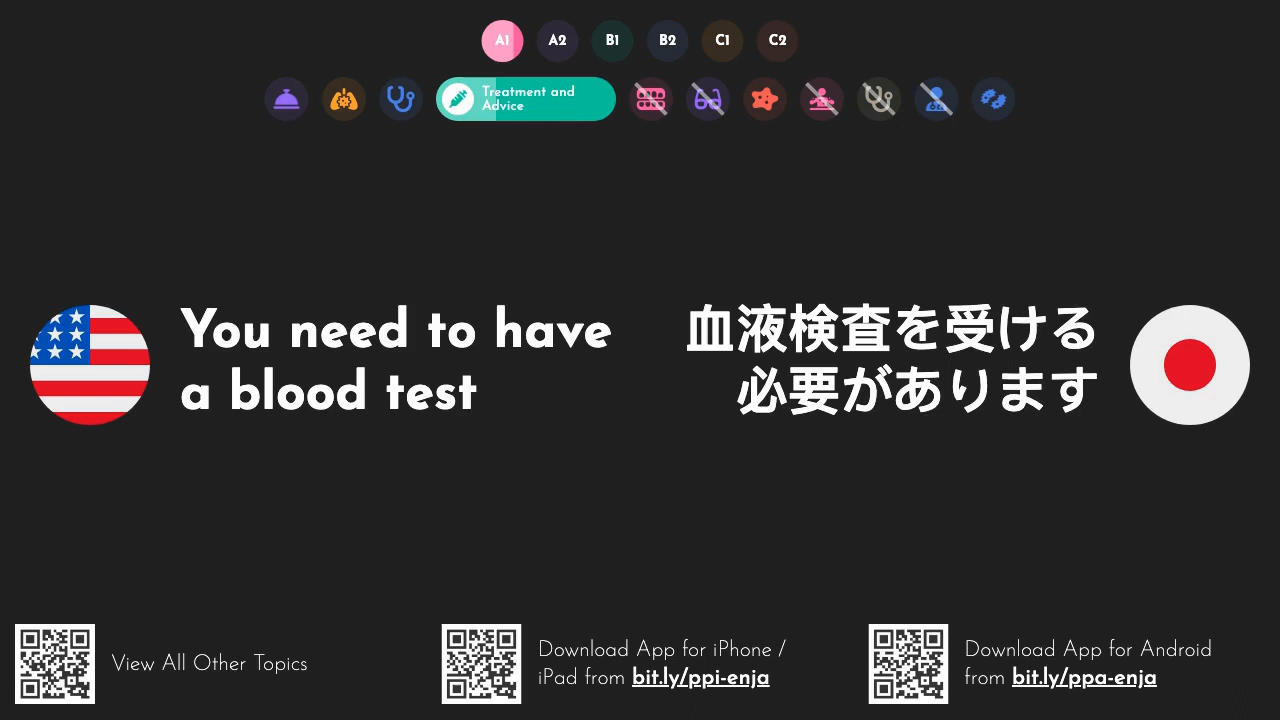 A1 A2 B1 B2 C1 C2
Treatment and
Advice
You need to have
a blood test
血液検査を受ける
必要があります
View All Other Topics
Download App for iPhone /
iPad from bit.ly/ppi-enja
Download App for Android
from bit.ly/ppa-enja